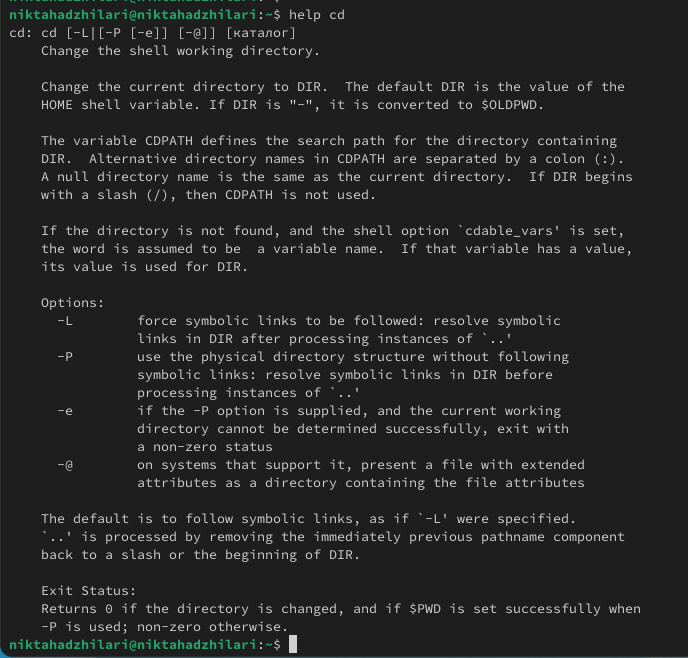 niktahadzhilari@niktahadzhilari:~$ help cd
cd: cd [-L|[-P [-e]] [-@]] [каталог]
    Change the shell working directory.

    Change the current directory to DIR.  The default DIR is the value of the
    HOME shell variable. If DIR is "-", it is converted to $OLDPWD.

    The variable CDPATH defines the search path for the directory containing
    DIR.  Alternative directory names in CDPATH are separated by a colon (:).
    A null directory name is the same as the current directory.  If DIR begins
    with a slash (/), then CDPATH is not used.

    If the directory is not found, and the shell option `cdable_vars' is set,
    the word is assumed to be  a variable name.  If that variable has a value,
    its value is used for DIR.

    Options:
      -L        force symbolic links to be followed: resolve symbolic
                links in DIR after processing instances of `..'
      -P        use the physical directory structure without following
                symbolic links: resolve symbolic links in DIR before
                processing instances of `..'
      -e        if the -P option is supplied, and the current working
                directory cannot be determined successfully, exit with
                a non-zero status
      -@        on systems that support it, present a file with extended
                attributes as a directory containing the file attributes

    The default is to follow symbolic links, as if `-L' were specified.
    `..' is processed by removing the immediately previous pathname component
    back to a slash or the beginning of DIR.

    Exit Status:
    Returns 0 if the directory is changed, and if $PWD is set successfully when
    -P is used; non-zero otherwise.
niktahadzhilari@niktahadzhilari:~$